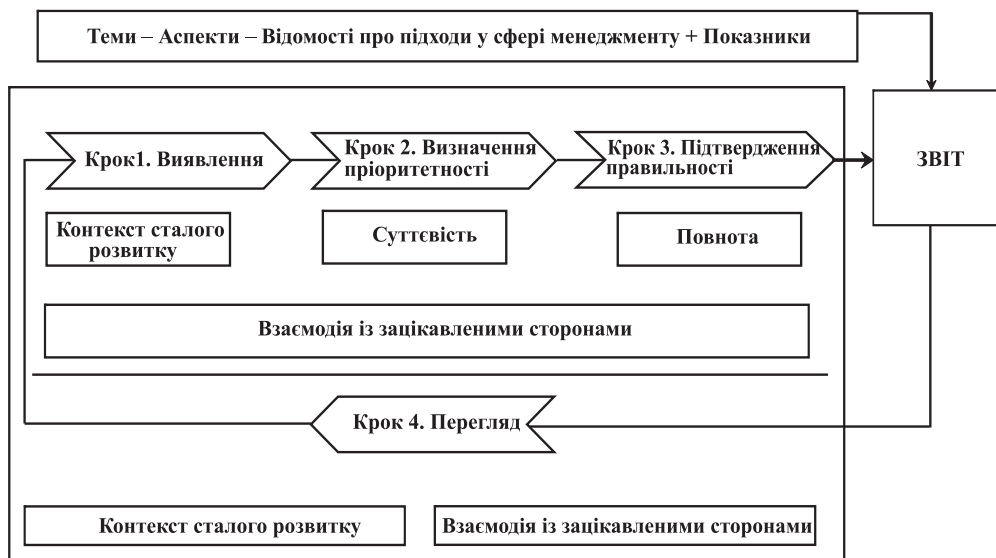 Теми – Аспекти – Відомості про підходи у сфері менеджменту + Показники
ЗВІТ
Крок1. Виявлення
Крок 2. Визначення
пріоритетності
Крок 3. Підтвердження
правильності
Контекст сталого
розвитку
Суттєвість
Повнота
Взаємодія із зацікавленими сторонами
Крок 4. Перегляд
Контекст сталого розвитку
Взаємодія із зацікавленими сторонами